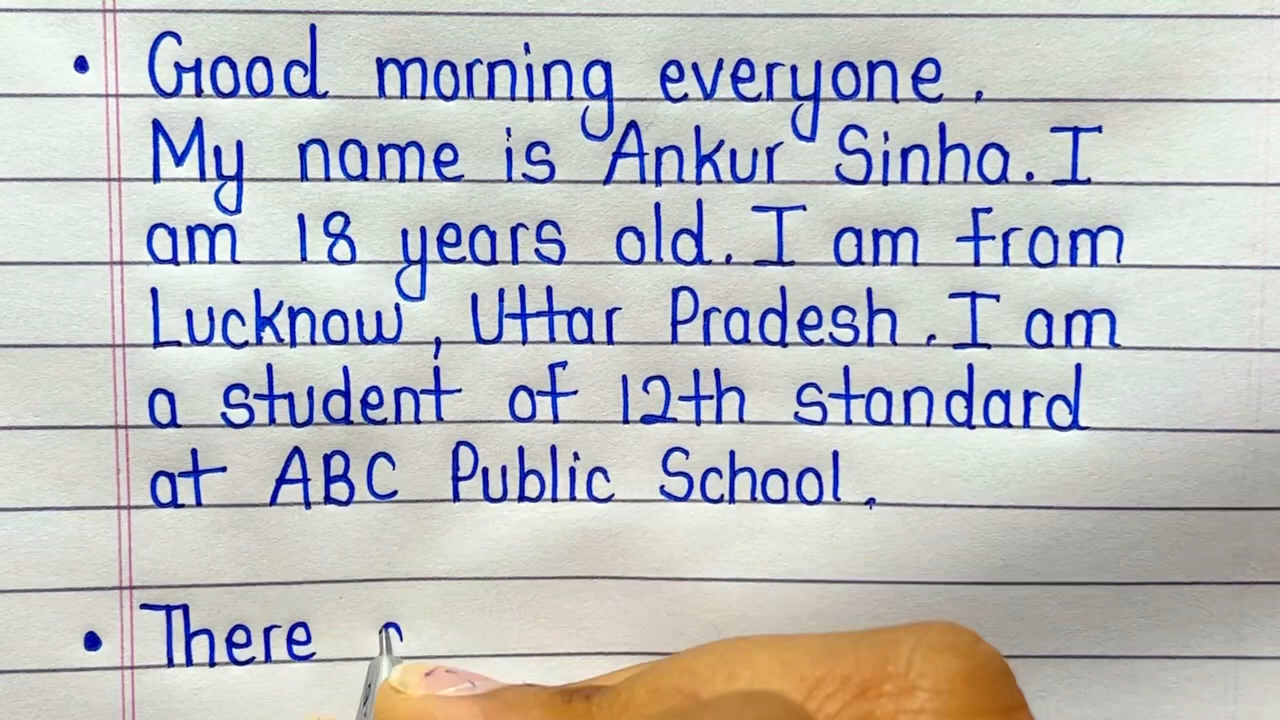 • Good morning everyone.
My name is Ankur Sinha. I
am 18 years old. I am from
Lucknow, Uttar Pradesh. I am
a student of 12th standard
at ABC Public School.
• There